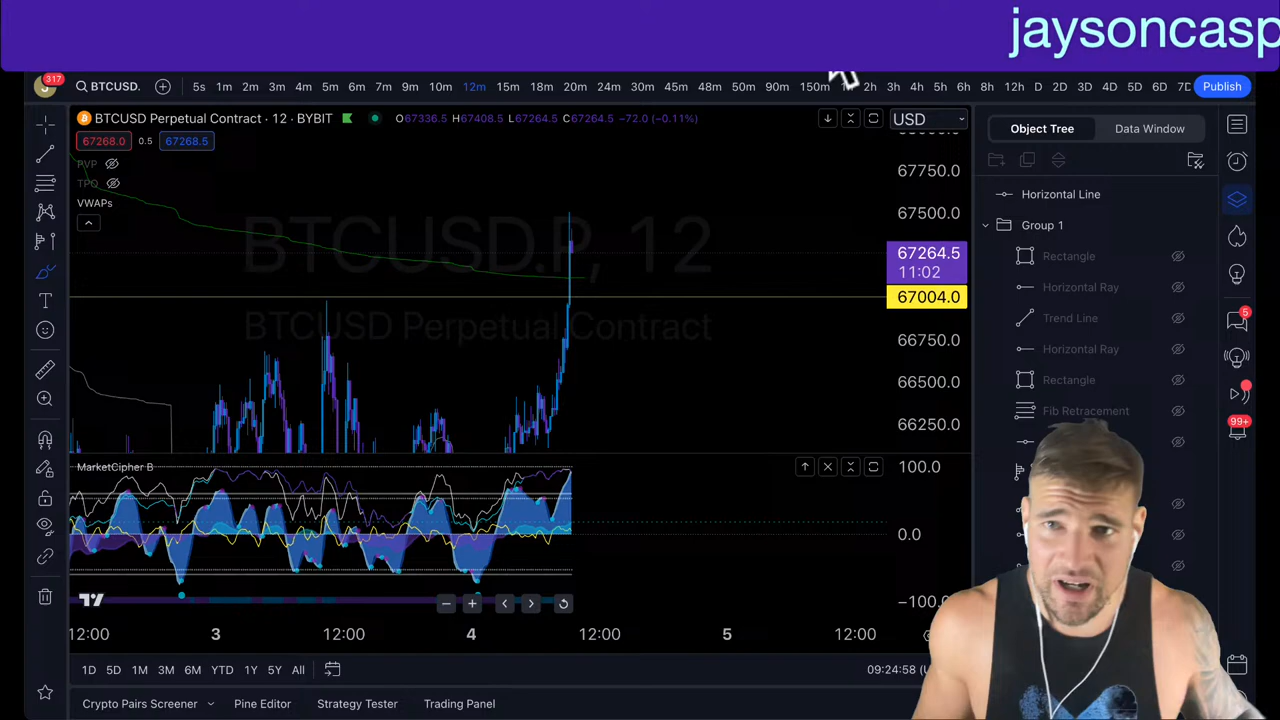 jaysoncasp
317
BTCUSD.
5s 1m 2m 3m 4m 5m 6m 7m 9m 10m 12m 15m 18m 20m 24m 30m 45m 48m 50m 90m 150m 2h 3h 4h 5h 6h 8h 12h D 2D 3D 4D 5D 6D 7D
Publish
BTCUSD Perpetual Contract · 12 · BYBIT
O67336.5 H67408.5 L67264.5 C67264.5 −72.0 (−0.11%)
USD
Object Tree
Data Window
67268.0 0.5 67268.5
PVP
TPO
VWAPs
BTCUSD.P, 12
BTCUSD Perpetual Contract
67750.0
67500.0
67264.5
11:02
67004.0
66750.0
66500.0
66250.0
Horizontal Line
Group 1
Rectangle
Horizontal Ray
Trend Line
Horizontal Ray
Rectangle
Fib Retracement
5
99+
MarketCipher B
100.0
0.0
−100.0
12:00 3 12:00 4 12:00 5 12:00
1D 5D 1M 3M 6M YTD 1Y 5Y All
09:24:58
Crypto Pairs Screener Pine Editor Strategy Tester Trading Panel